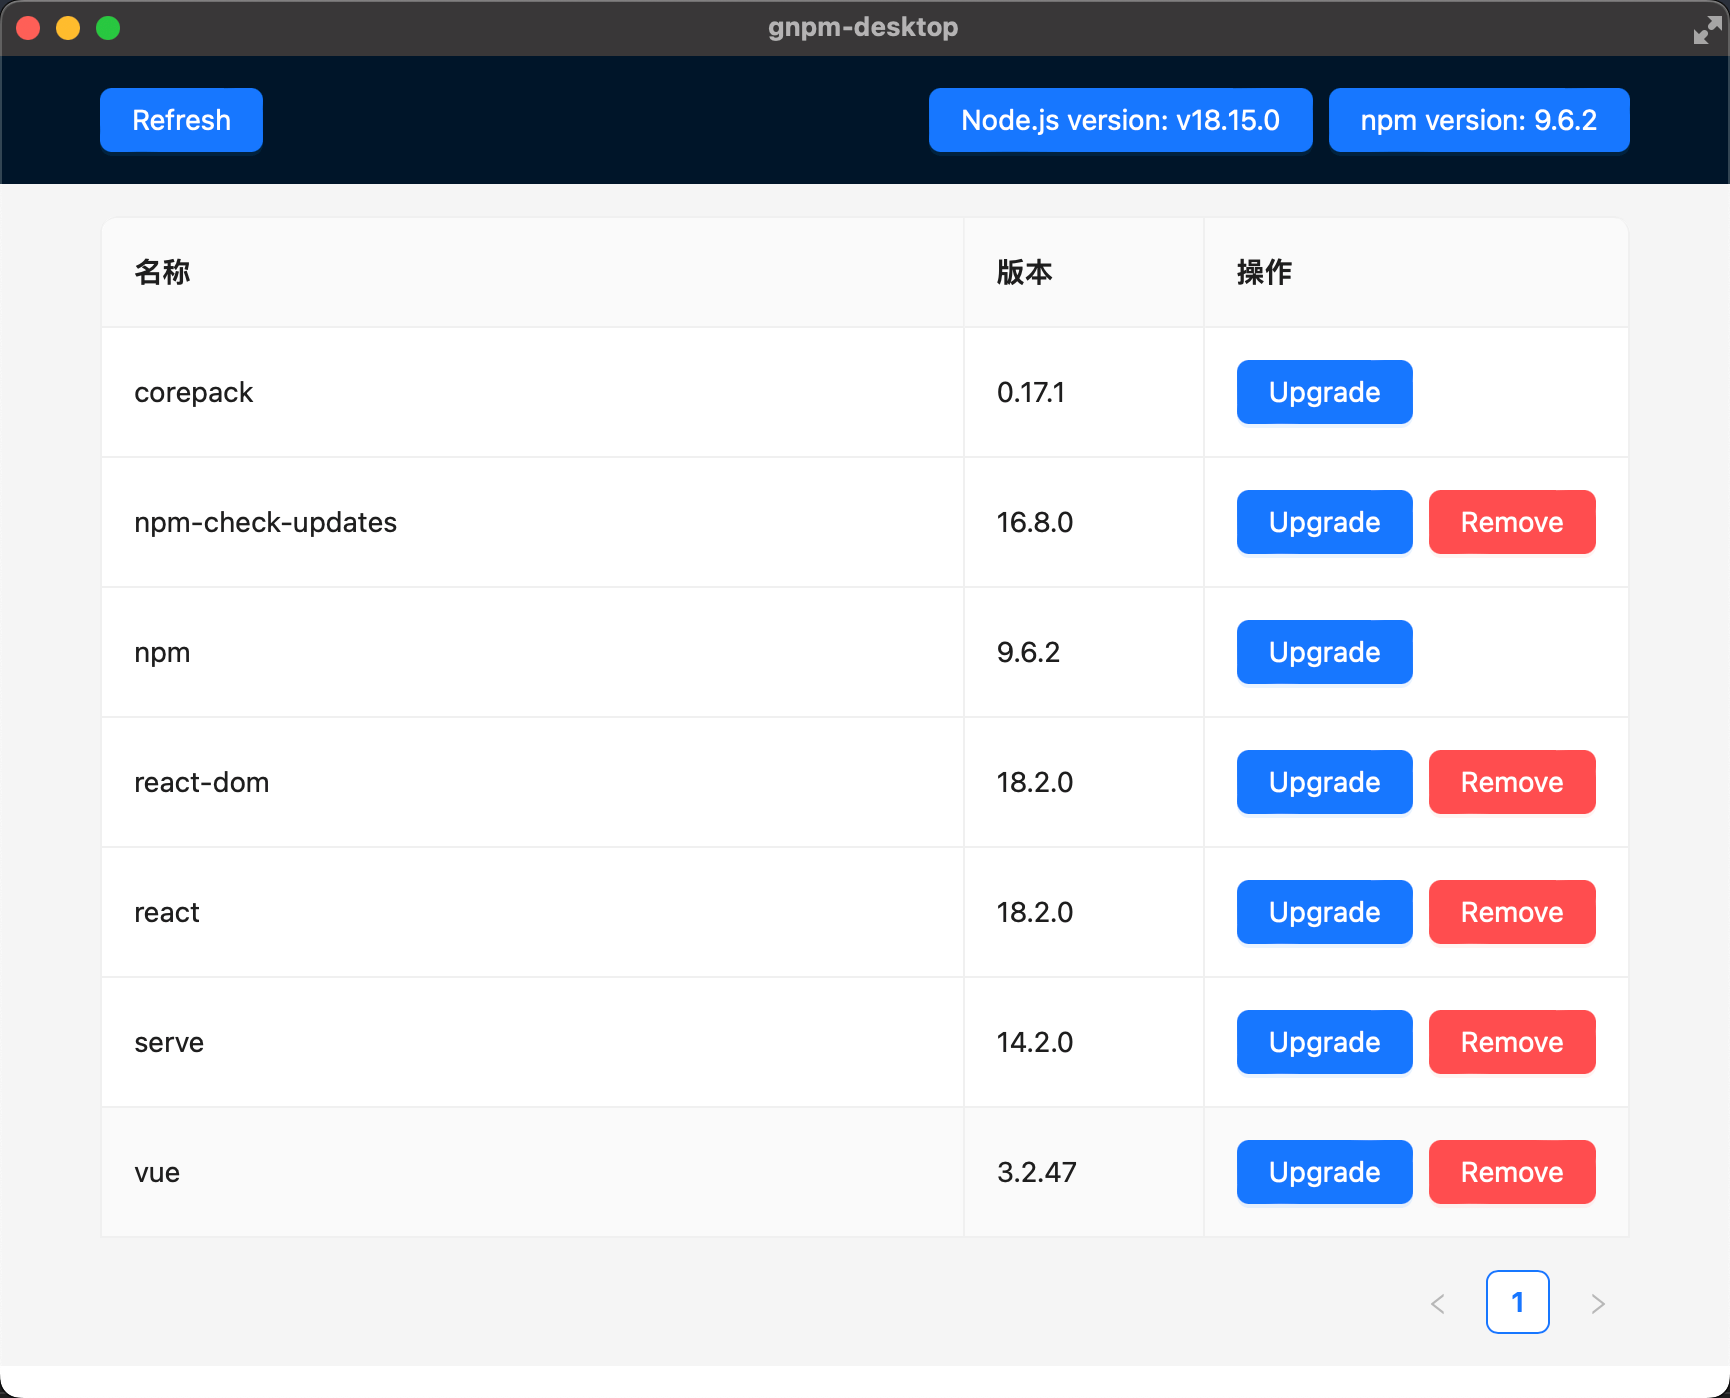 gnpm-desktop
Refresh Node.js version: v18.15.0 npm version: 9.6.2
名称 版本 操作
corepack 0.17.1 Upgrade
npm-check-updates 16.8.0 Upgrade Remove
npm 9.6.2 Upgrade
react-dom 18.2.0 Upgrade Remove
react 18.2.0 Upgrade Remove
serve 14.2.0 Upgrade Remove
vue 3.2.47 Upgrade Remove
1